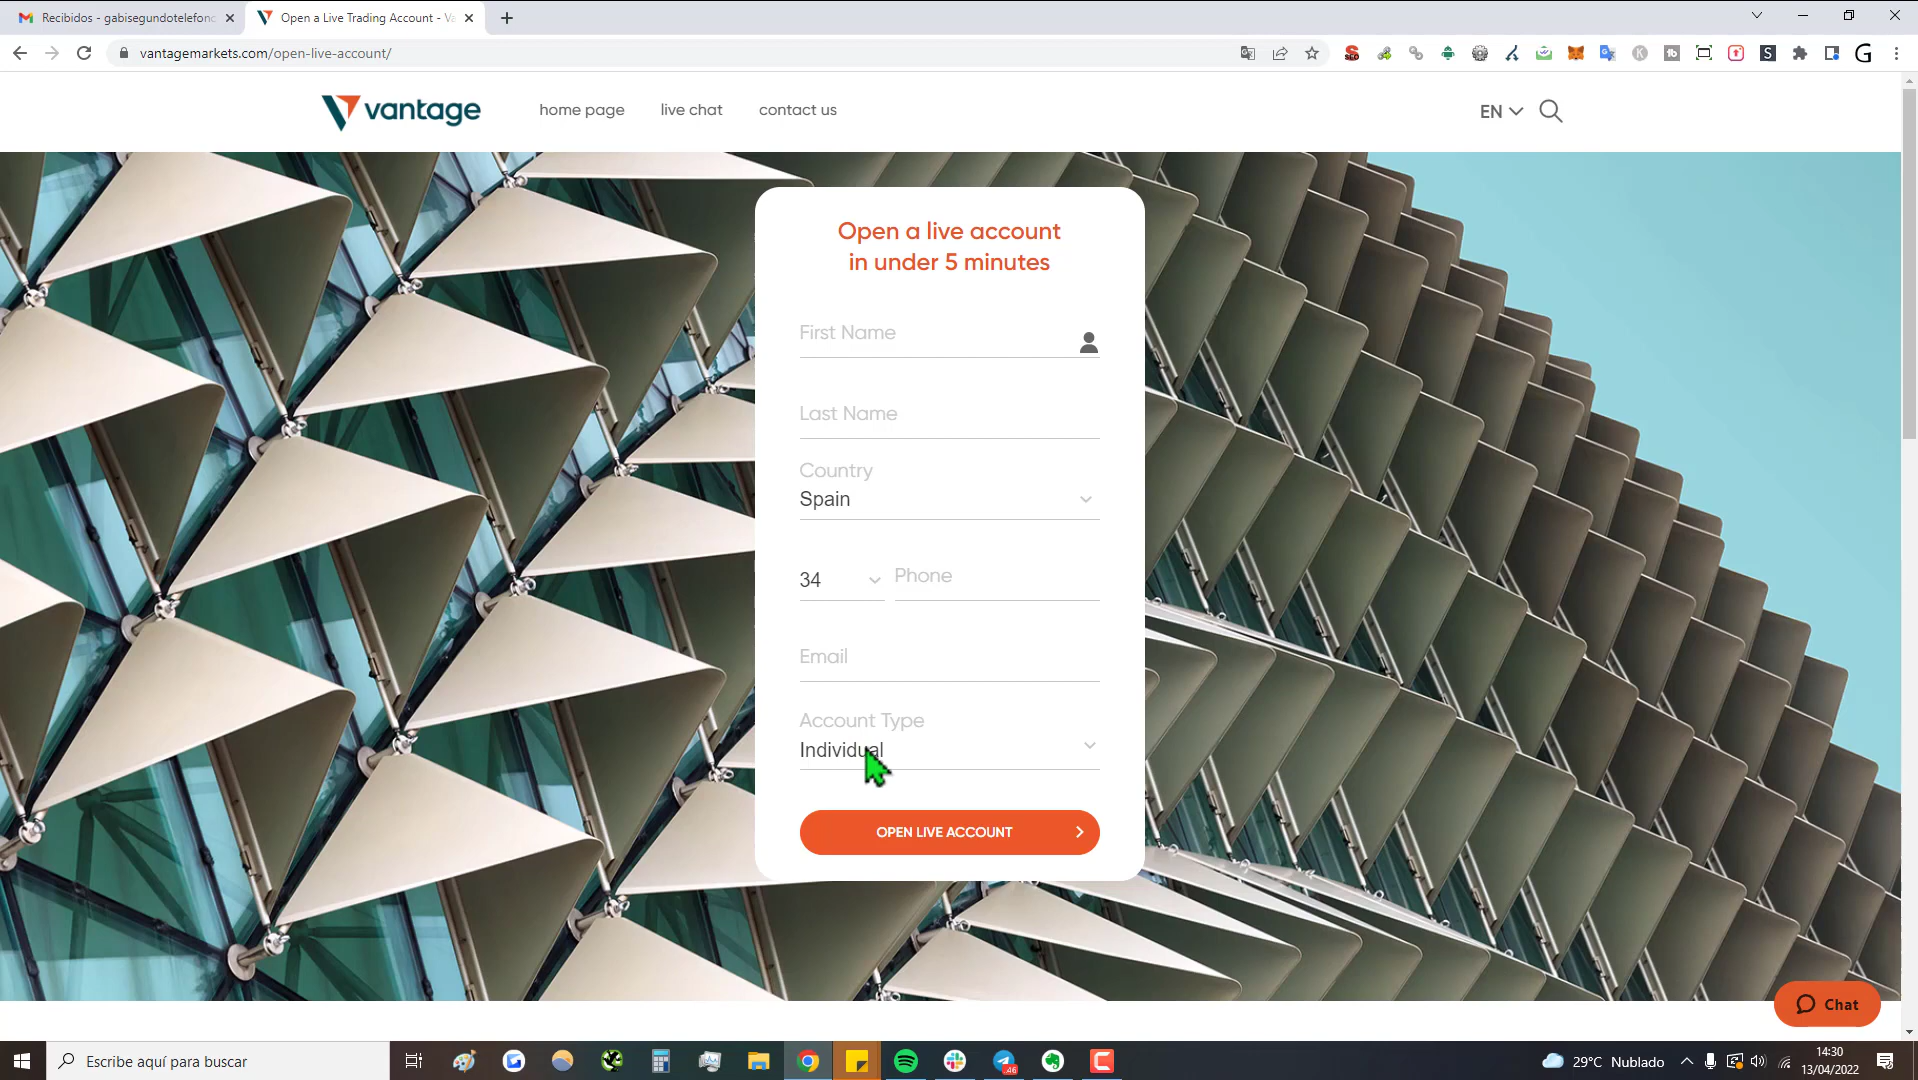 Recibidos - gabisegundotelefono
Open a Live Trading Account - Va
vantagemarkets.com/open-live-account/
vantage
home page
live chat
contact us
EN
Open a live account
in under 5 minutes
First Name
Last Name
Country
Spain
34
Phone
Email
Account Type
Individual
OPEN LIVE ACCOUNT
Chat
Escribe aquí para buscar
46
29°C Nublado
14:30
13/04/2022